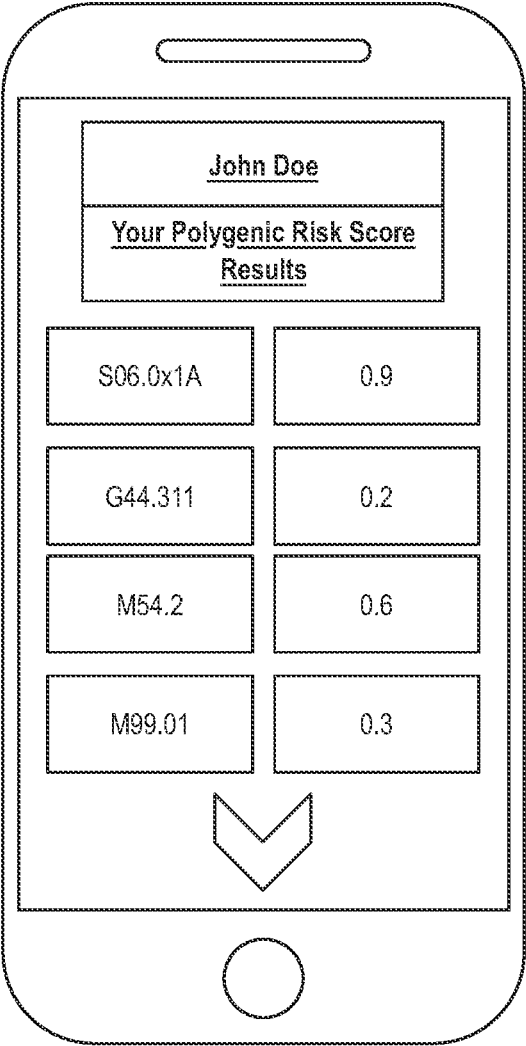 John Doe
Your Polygenic Risk Score
Results
S06.0x1A 0.9
G44.311 0.2
M54.2 0.6
M99.01 0.3